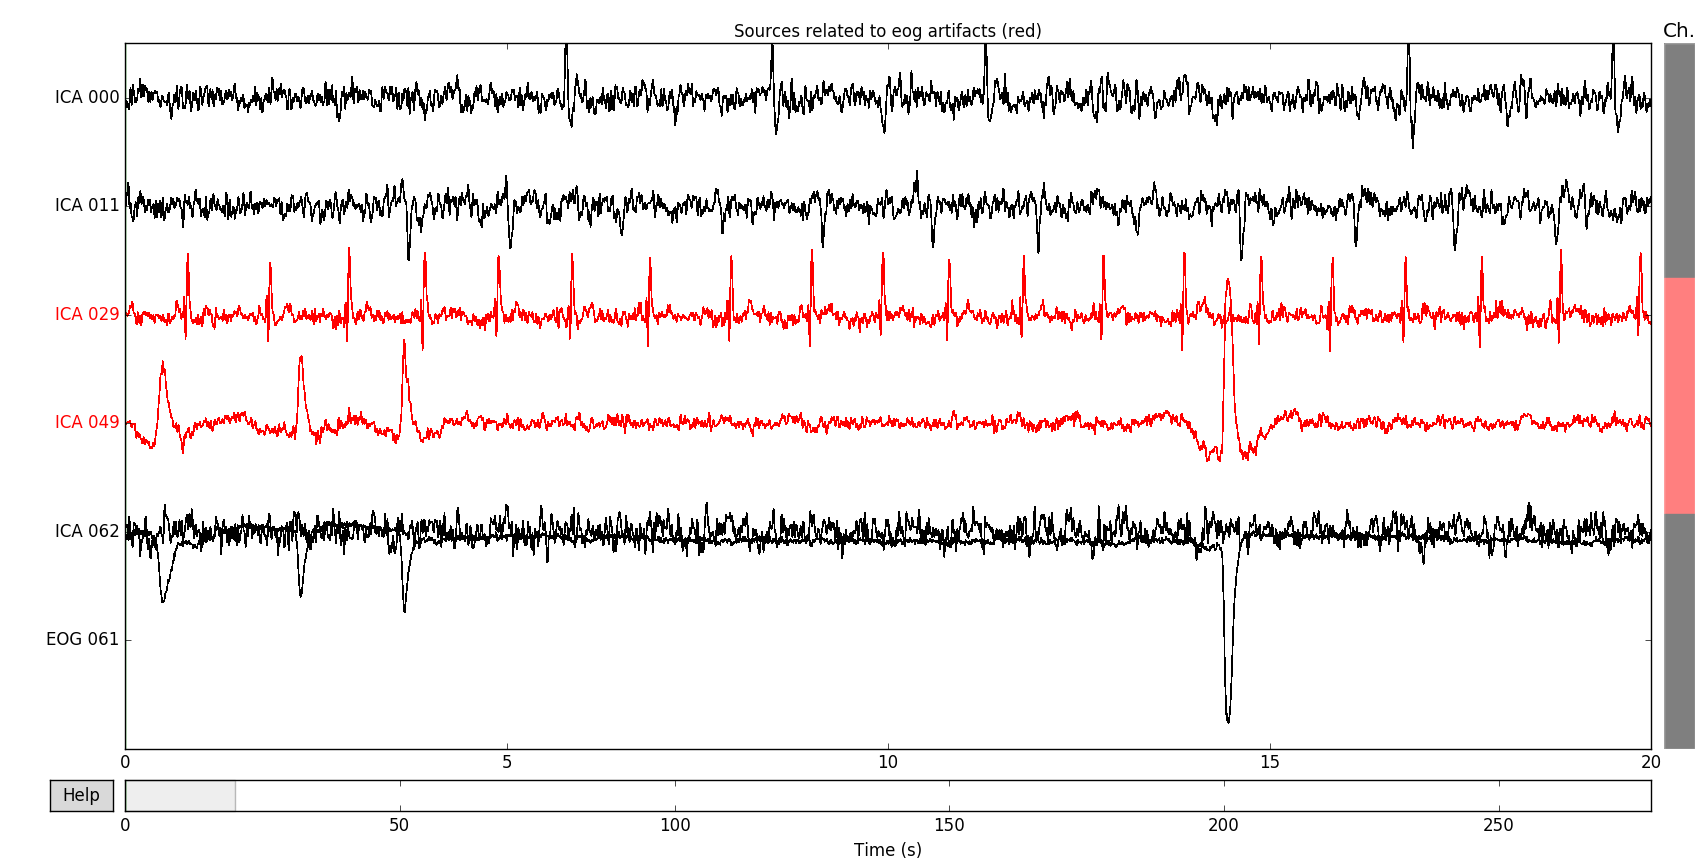 Sources related to eog artifacts (red)
Ch.
ICA 000
ICA 011
ICA 029
ICA 049
ICA 062
EOG 061
0 5 10 15 20
Help
0 50 100 150 200 250
Time (s)